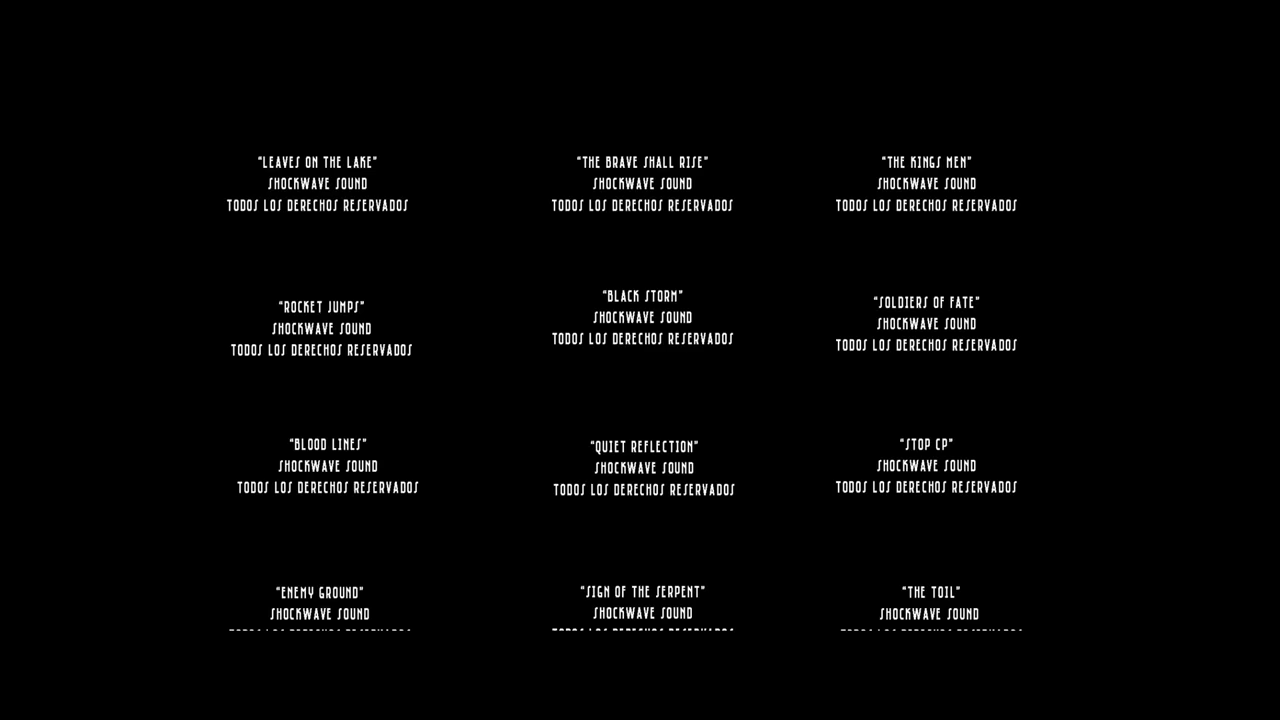 "LEAVES ON THE LAKE"
SHOCKWAVE SOUND
TODOS LOS DERECHOS RESERVADOS
"THE BRAVE SHALL RISE"
SHOCKWAVE SOUND
TODOS LOS DERECHOS RESERVADOS
"THE KINGS MEN"
SHOCKWAVE SOUND
TODOS LOS DERECHOS RESERVADOS
"ROCKET JUMPS"
SHOCKWAVE SOUND
TODOS LOS DERECHOS RESERVADOS
"BLACK STORM"
SHOCKWAVE SOUND
TODOS LOS DERECHOS RESERVADOS
"SOLDIERS OF FATE"
SHOCKWAVE SOUND
TODOS LOS DERECHOS RESERVADOS
"BLOOD LINES"
SHOCKWAVE SOUND
TODOS LOS DERECHOS RESERVADOS
"QUIET REFLECTION"
SHOCKWAVE SOUND
TODOS LOS DERECHOS RESERVADOS
"STOP CP"
SHOCKWAVE SOUND
TODOS LOS DERECHOS RESERVADOS
"ENEMY GROUND"
SHOCKWAVE SOUND
"SIGN OF THE SERPENT"
SHOCKWAVE SOUND
"THE TOIL"
SHOCKWAVE SOUND